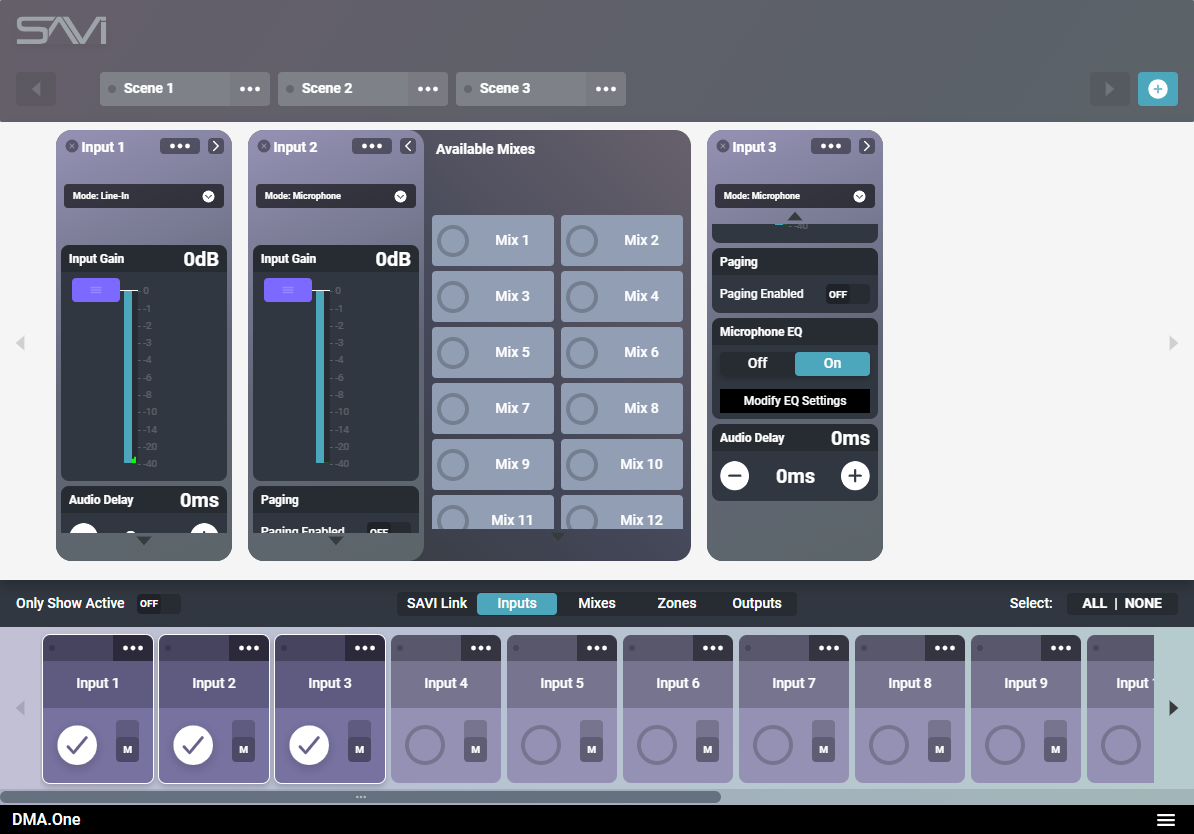 SAVI
Scene 1 ••• Scene 2 ••• Scene 3 •••
Input 1 •••
Mode: Line-In
Input Gain 0dB
0
-1
-2
-3
-4
-6
-8
-10
-14
-20
-40
Audio Delay 0ms
Input 2 •••
Mode: Microphone
Input Gain 0dB
0
-1
-2
-3
-4
-6
-8
-10
-14
-20
-40
Paging
Paging Enabled OFF
Available Mixes
Mix 1 Mix 2
Mix 3 Mix 4
Mix 5 Mix 6
Mix 7 Mix 8
Mix 9 Mix 10
Mix 11 Mix 12
Input 3 •••
Mode: Microphone
-40
Paging
Paging Enabled OFF
Microphone EQ
Off On
Modify EQ Settings
Audio Delay 0ms
0ms
Only Show Active OFF SAVI Link Inputs Mixes Zones Outputs Select: ALL | NONE
Input 1 Input 2 Input 3 Input 4 Input 5 Input 6 Input 7 Input 8 Input 9 Input
M M M M M M M M M
DMA.One